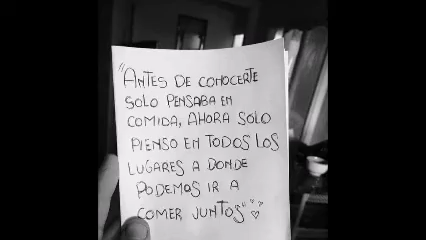 "ANTES DE CONOCERTE
SOLO PENSABA EN
COMIDA, AHORA SOLO
PIENSO EN TODOS LOS
LUGARES A DONDE
PODEMOS IR A
COMER JUNTOS"